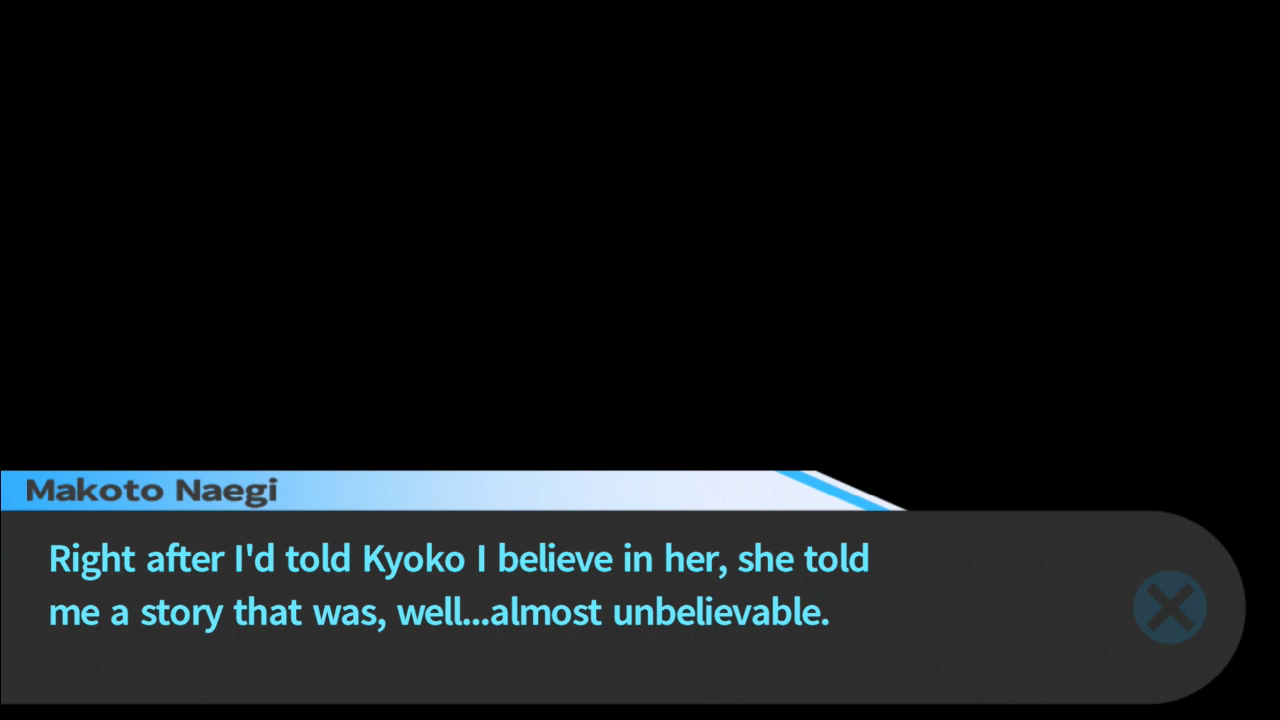 Makoto Naegi
Right after I'd told Kyoko I believe in her, she told
me a story that was, well...almost unbelievable.